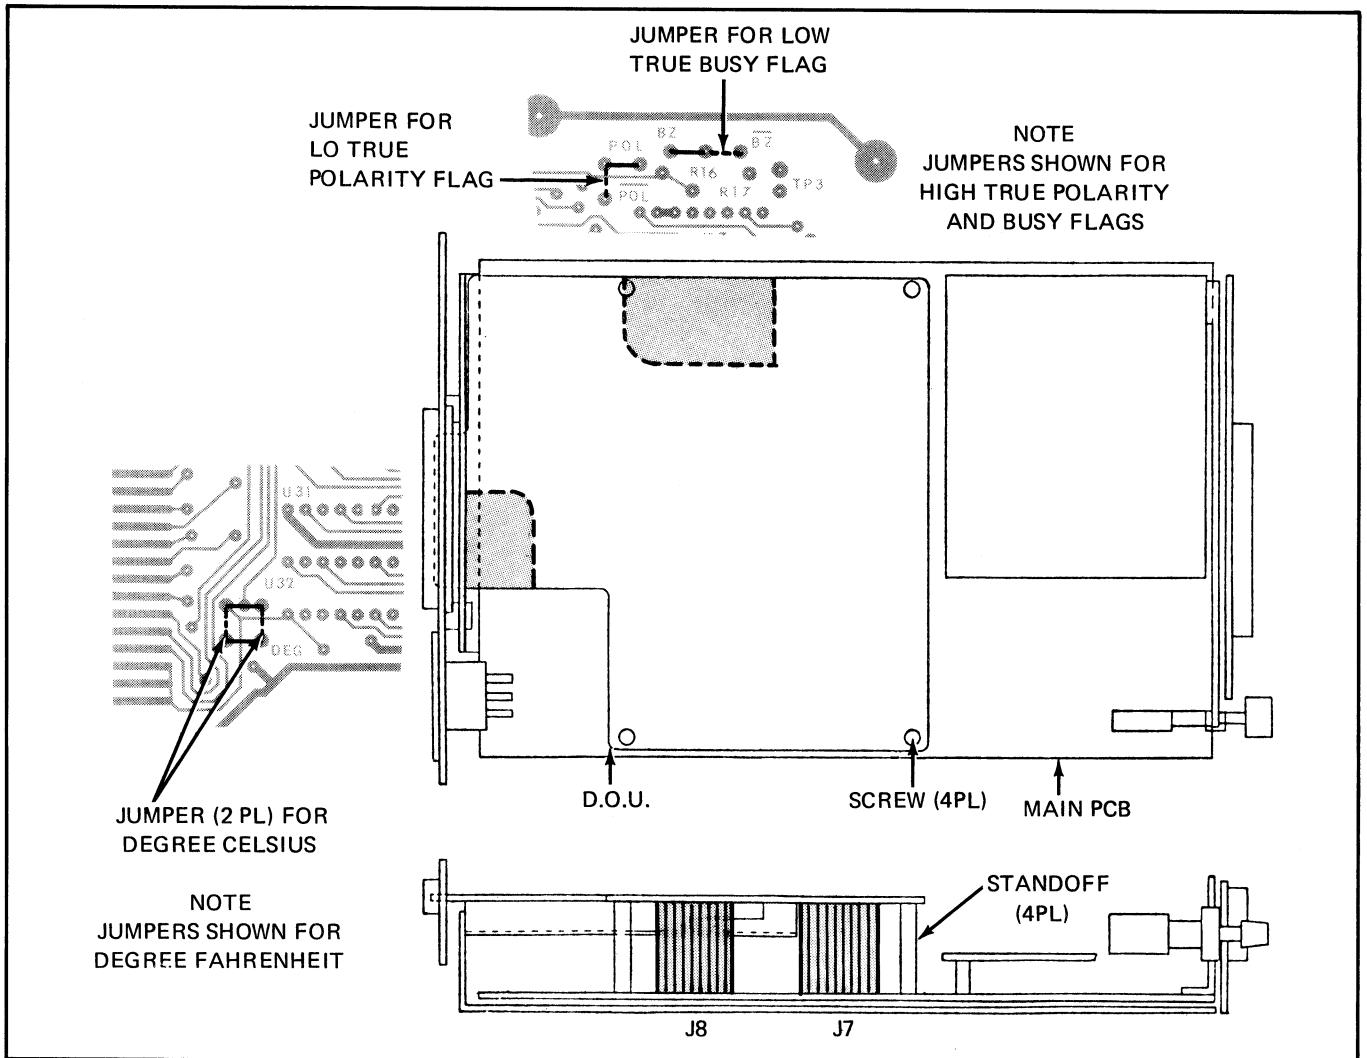 JUMPER FOR LOW
TRUE BUSY FLAG
JUMPER FOR
LO TRUE
POLARITY FLAG
NOTE
JUMPERS SHOWN FOR
HIGH TRUE POLARITY
AND BUSY FLAGS
BZ
B̅Z̅
POL
R16
TP3
P̅O̅L̅
R17
U31
U32
DEG
JUMPER (2 PL) FOR
DEGREE CELSIUS
NOTE
JUMPERS SHOWN FOR
DEGREE FAHRENHEIT
D.O.U.
SCREW (4PL)
MAIN PCB
STANDOFF
(4PL)
J8
J7